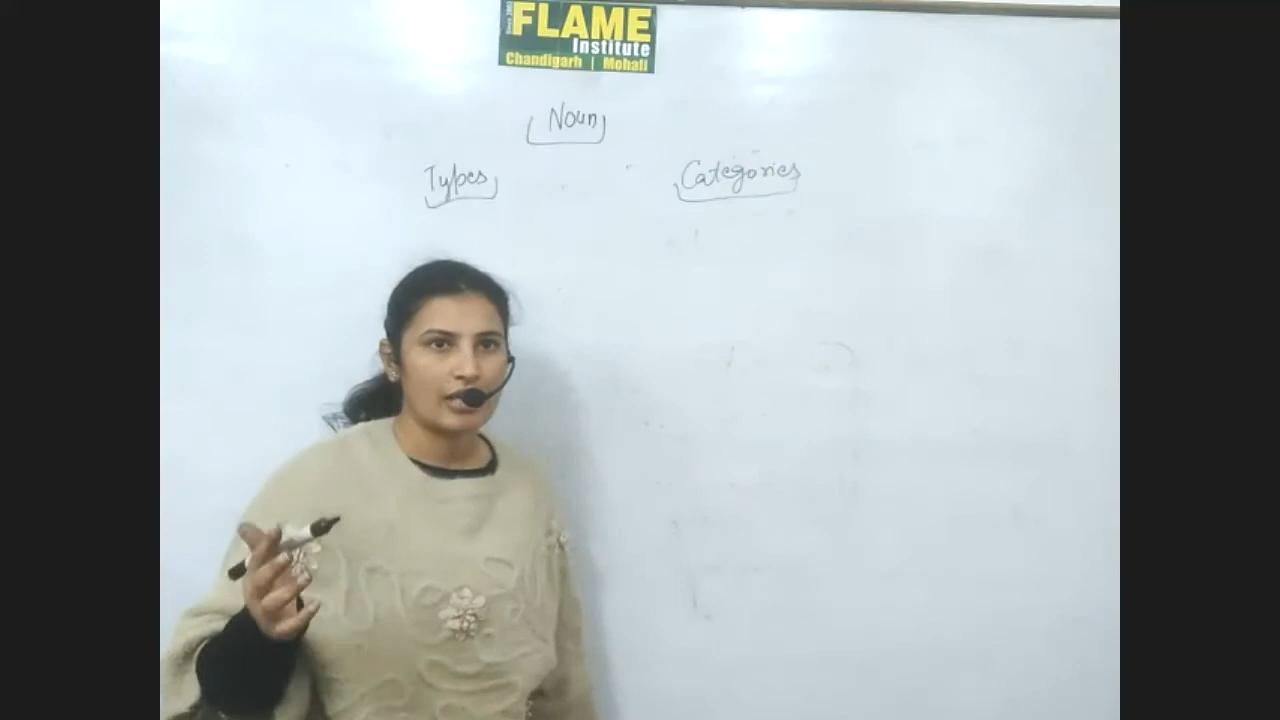 Since 2002
FLAME
Institute
Chandigarh | Mohali
Noun
Types
Categories